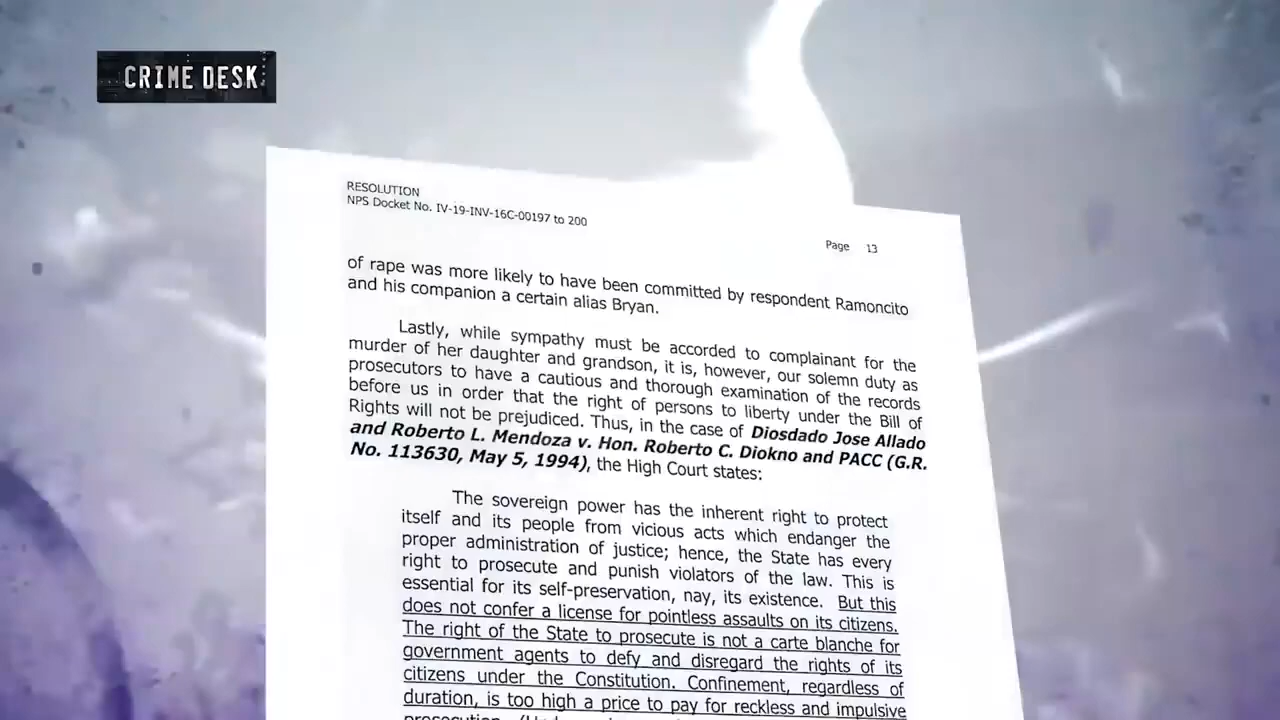 CRIME DESK
RESOLUTION
NPS Docket No. IV-19-INV-16C-00197 to 200
Page 13
of rape was more likely to have been committed by respondent Ramoncito
and his companion a certain alias Bryan.
Lastly, while sympathy must be accorded to complainant for the
murder of her daughter and grandson, it is, however, our solemn duty as
prosecutors to have a cautious and thorough examination of the records
before us in order that the right of persons to liberty under the Bill of
Rights will not be prejudiced. Thus, in the case of Diosdado Jose Allado
and Roberto L. Mendoza v. Hon. Roberto C. Diokno and PACC (G.R.
No. 113630, May 5, 1994), the High Court states:
The sovereign power has the inherent right to protect
itself and its people from vicious acts which endanger the
proper administration of justice; hence, the State has every
right to prosecute and punish violators of the law. This is
essential for its self-preservation, nay, its existence. But this
does not confer a license for pointless assaults on its citizens.
The right of the State to prosecute is not a carte blanche for
government agents to defy and disregard the rights of its
citizens under the Constitution. Confinement, regardless of
duration, is too high a price to pay for reckless and impulsive